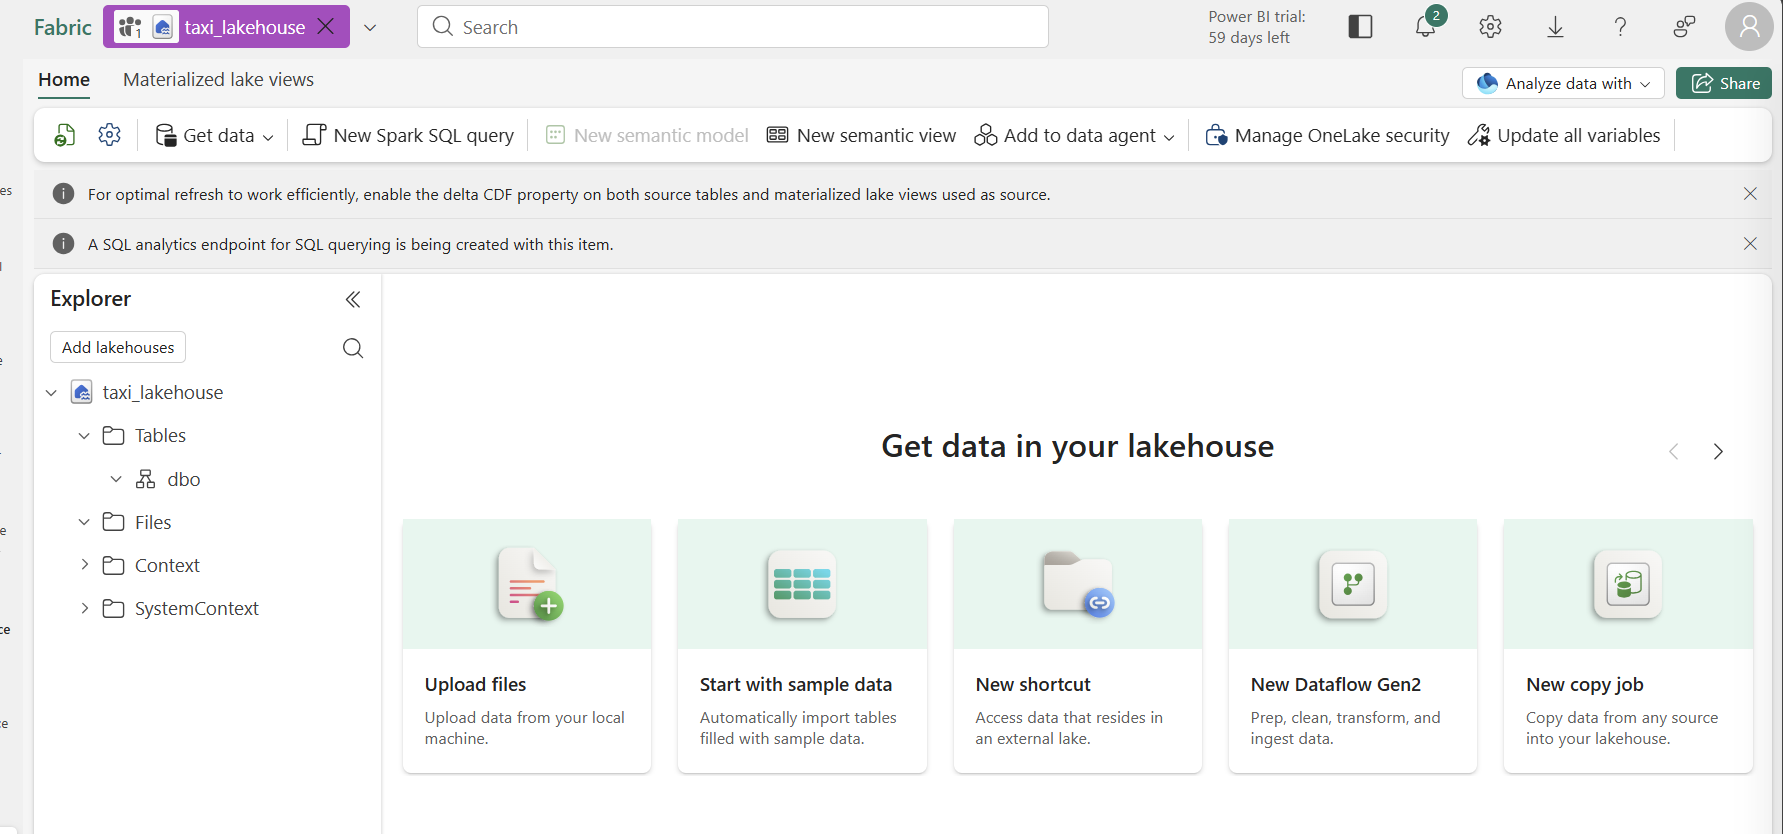 Fabric
1
taxi_lakehouse
Search
Power BI trial:
59 days left
2
Home
Materialized lake views
Analyze data with
Share
Get data
New Spark SQL query
New semantic model
New semantic view
Add to data agent
Manage OneLake security
Update all variables
For optimal refresh to work efficiently, enable the delta CDF property on both source tables and materialized lake views used as source.
A SQL analytics endpoint for SQL querying is being created with this item.
Explorer
Add lakehouses
taxi_lakehouse
Tables
dbo
Files
Context
SystemContext
Get data in your lakehouse
Upload files
Upload data from your local
machine.
Start with sample data
Automatically import tables
filled with sample data.
New shortcut
Access data that resides in
an external lake.
New Dataflow Gen2
Prep, clean, transform, and
ingest data.
New copy job
Copy data from any source
into your lakehouse.